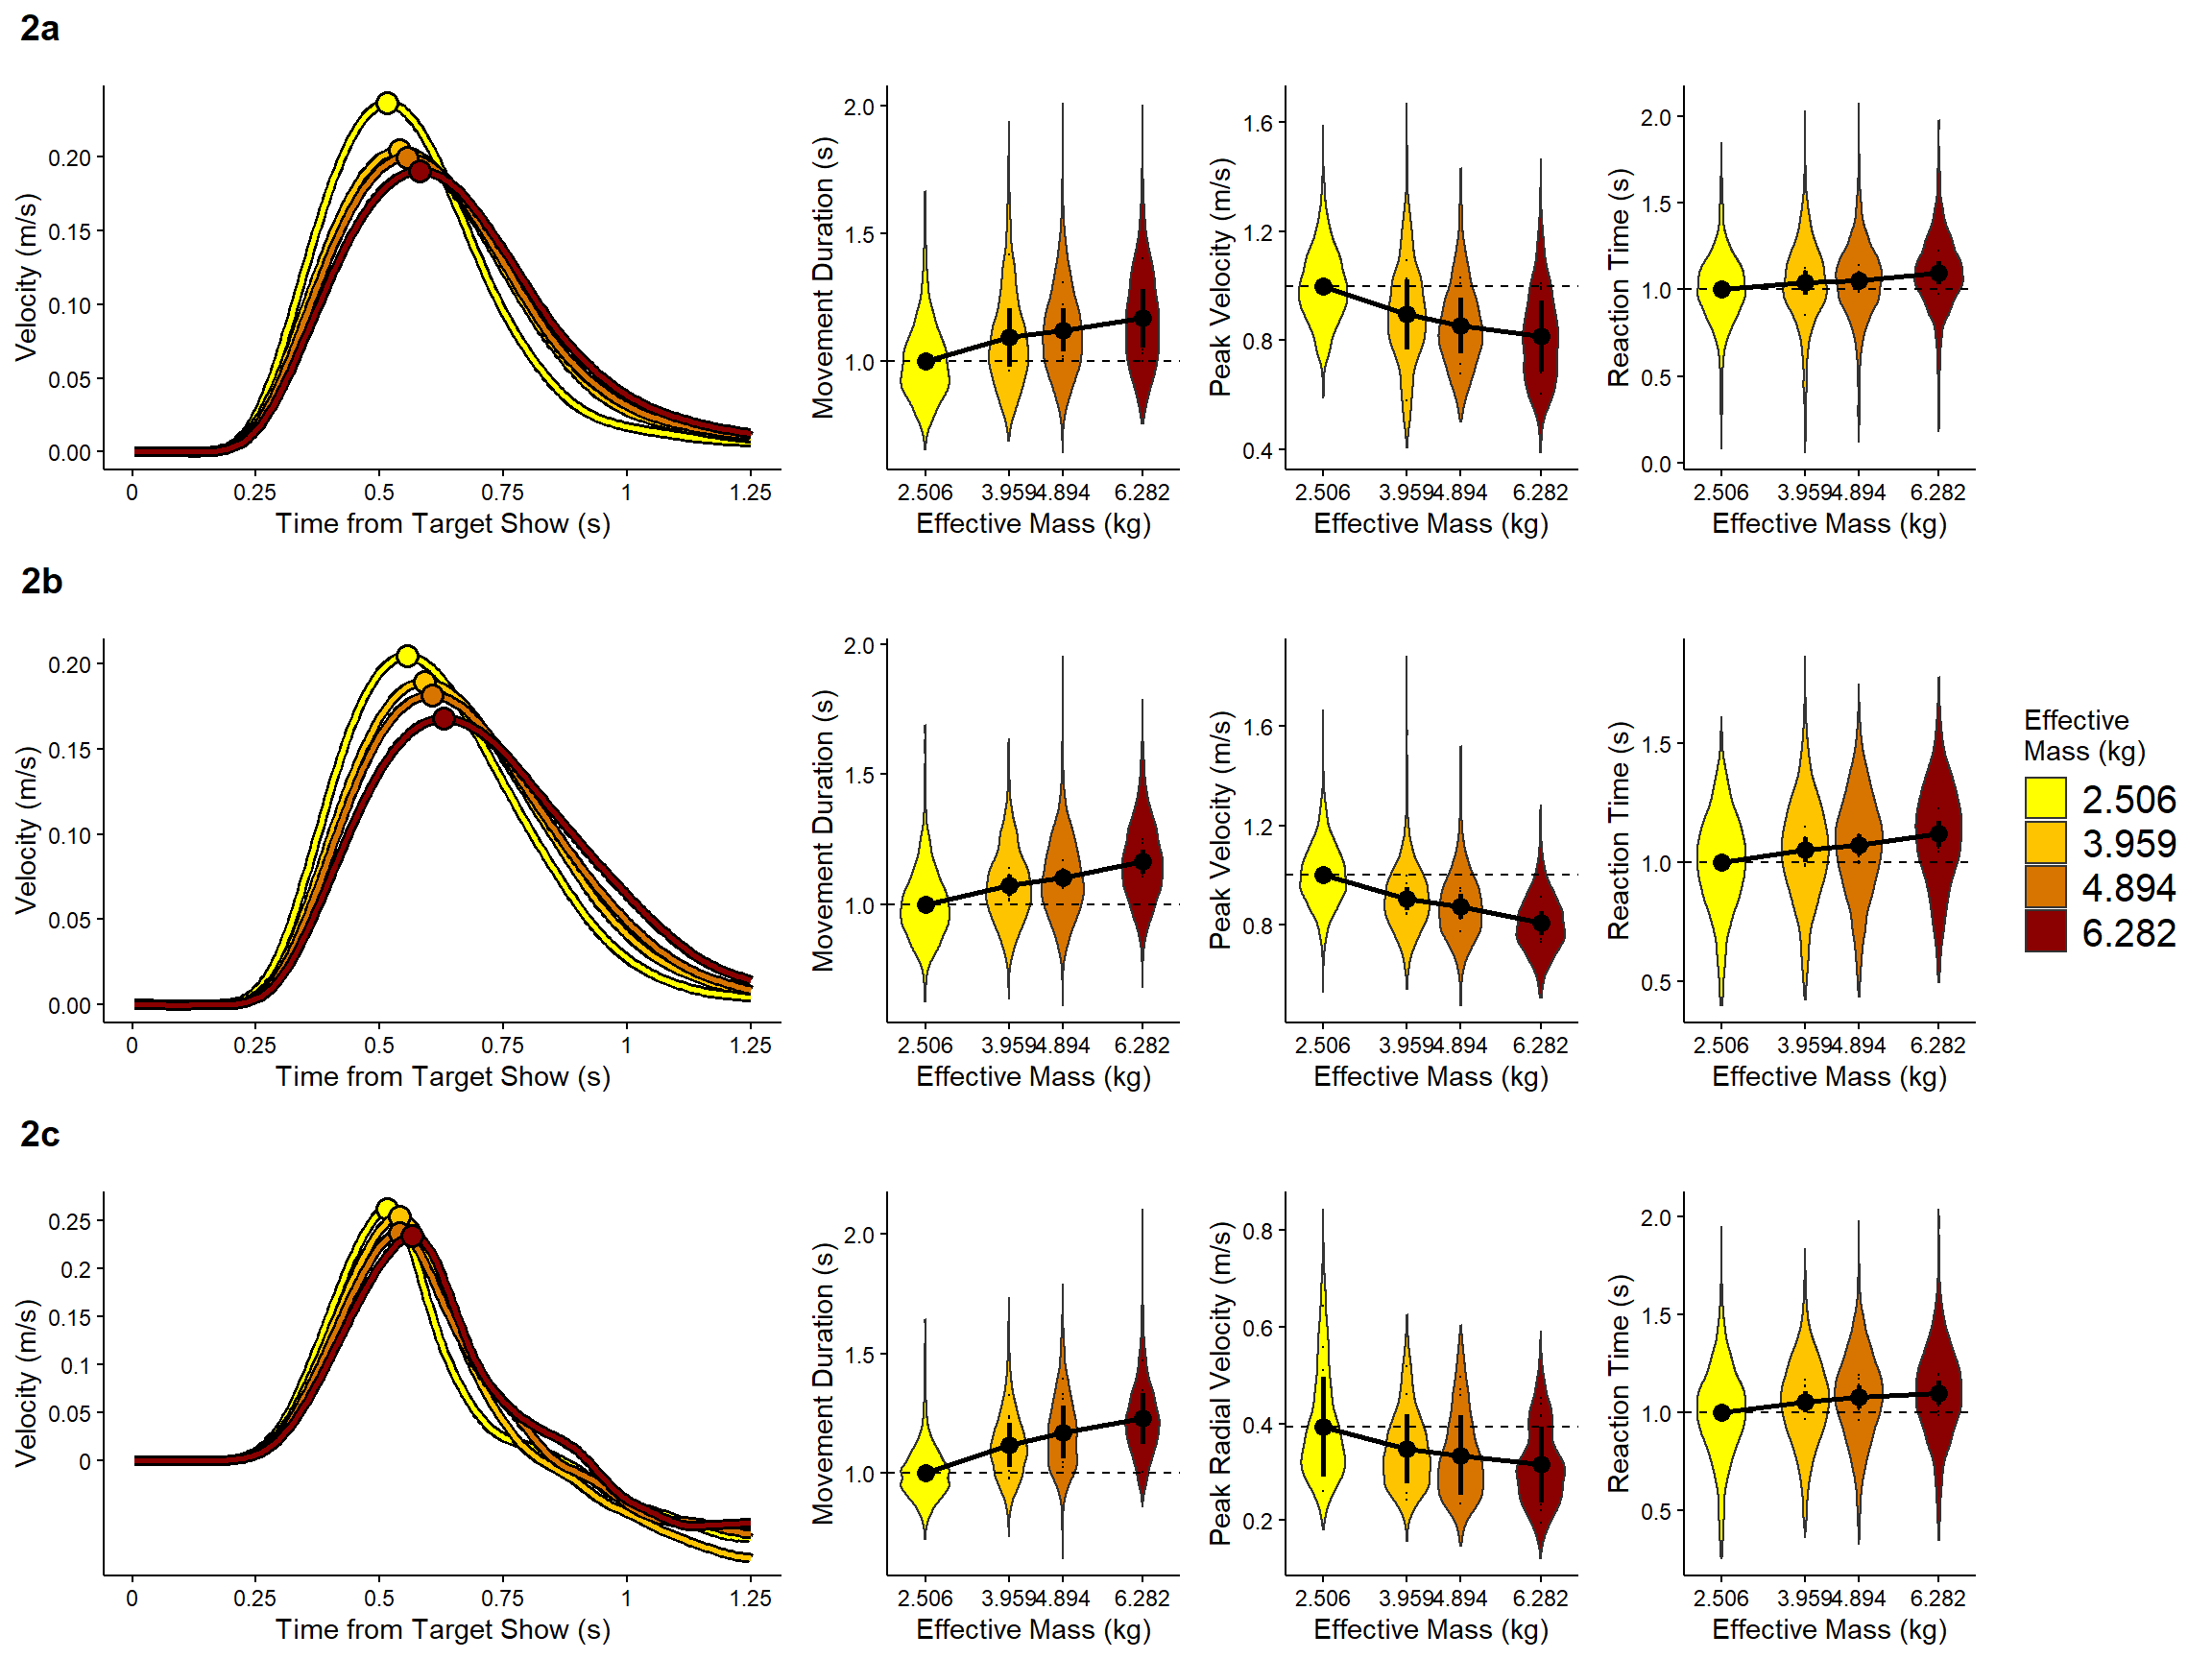 2a
Velocity (m/s)
0.20
0.15
0.10
0.05
0.00
0 0.25 0.5 0.75 1 1.25
Time from Target Show (s)
Movement Duration (s)
2.0
1.5
1.0
2.506 3.959 4.894 6.282
Effective Mass (kg)
Peak Velocity (m/s)
1.6
1.2
0.8
0.4
2.506 3.959 4.894 6.282
Effective Mass (kg)
Reaction Time (s)
2.0
1.5
1.0
0.5
0.0
2.506 3.959 4.894 6.282
Effective Mass (kg)
2b
Velocity (m/s)
0.20
0.15
0.10
0.05
0.00
0 0.25 0.5 0.75 1 1.25
Time from Target Show (s)
Movement Duration (s)
2.0
1.5
1.0
2.506 3.959 4.894 6.282
Effective Mass (kg)
Peak Velocity (m/s)
1.6
1.2
0.8
2.506 3.959 4.894 6.282
Effective Mass (kg)
Reaction Time (s)
1.5
1.0
0.5
2.506 3.959 4.894 6.282
Effective Mass (kg)
Effective
Mass (kg)
2.506
3.959
4.894
6.282
2c
Velocity (m/s)
0.25
0.2
0.15
0.1
0.05
0
0 0.25 0.5 0.75 1 1.25
Time from Target Show (s)
Movement Duration (s)
2.0
1.5
1.0
2.506 3.959 4.894 6.282
Effective Mass (kg)
Peak Radial Velocity (m/s)
0.8
0.6
0.4
0.2
2.506 3.959 4.894 6.282
Effective Mass (kg)
Reaction Time (s)
2.0
1.5
1.0
0.5
2.506 3.959 4.894 6.282
Effective Mass (kg)